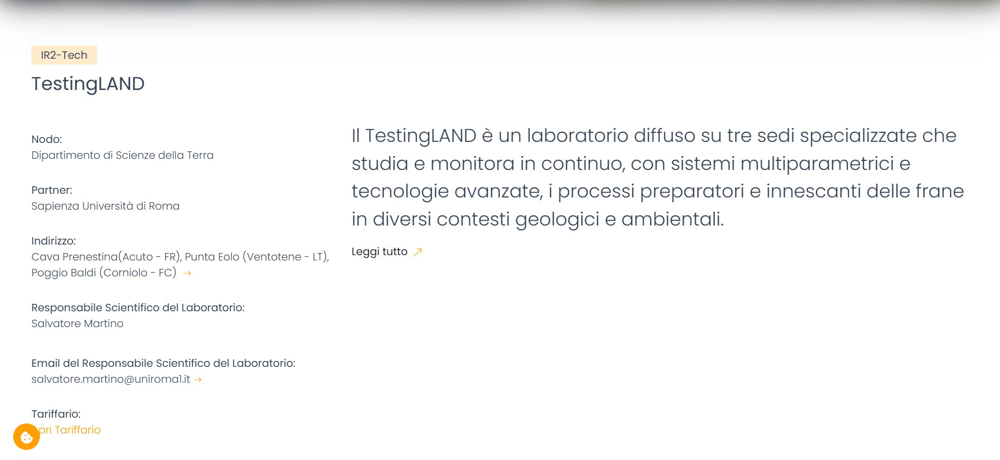 IR2-Tech
TestingLAND
Nodo:
Dipartimento di Scienze della Terra
Partner:
Sapienza Università di Roma
Indirizzo:
Cava Prenestina(Acuto - FR), Punta Eolo (Ventotene - LT),
Poggio Baldi (Corniolo - FC) →
Responsabile Scientifico del Laboratorio:
Salvatore Martino
Email del Responsabile Scientifico del Laboratorio:
salvatore.martino@uniroma1.it →
Tariffario:
pri Tariffario
Il TestingLAND è un laboratorio diffuso su tre sedi specializzate che
studia e monitora in continuo, con sistemi multiparametrici e
tecnologie avanzate, i processi preparatori e innescanti delle frane
in diversi contesti geologici e ambientali.
Leggi tutto ↗